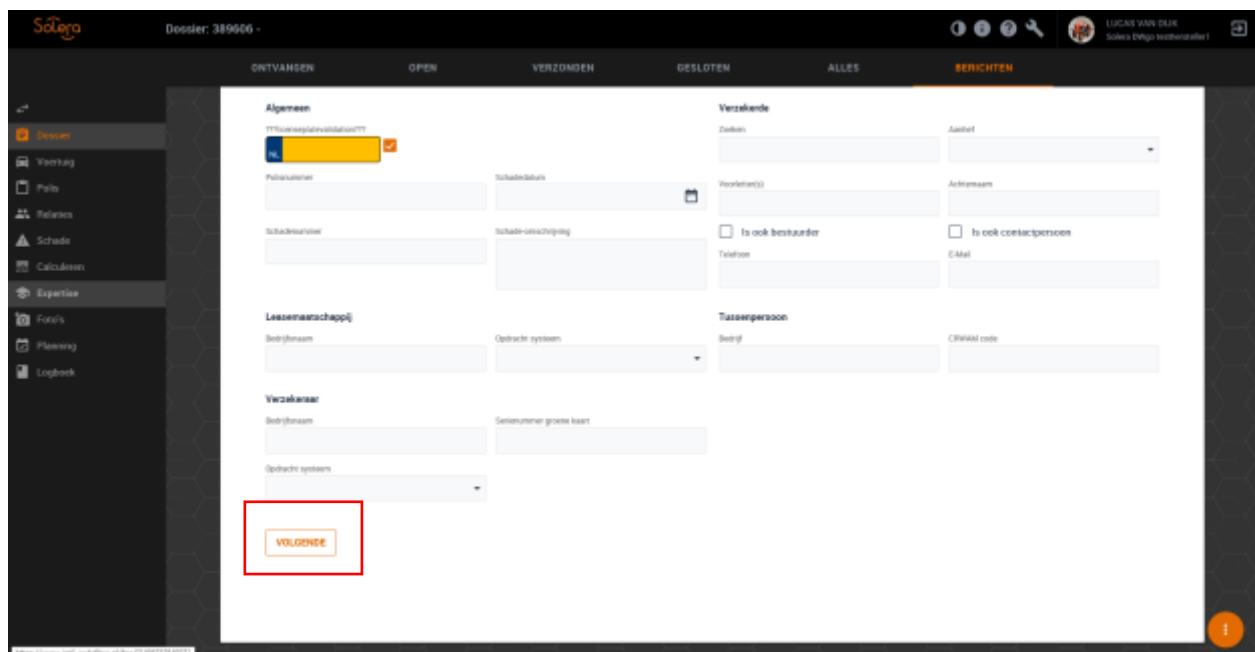 Solera
Dossier: 389606 -
LUCAS VAN DIJK
ONTVANGEN
OPEN
VERZONDEN
GESLOTEN
ALLES
BERICHTEN
Dossier
Voertuig
Polis
Relaties
Schade
Calculeren
Expertise
Foto's
Planning
Logboek
Algemeen
Verzekerde
???licenseplatevalidation???
Zoeken
Aanhef
NL
Polisnummer
Schadedatum
Voorletter(s)
Achternaam
Schadenummer
Schade-omschrijving
Is ook bestuurder
Is ook contactpersoon
Telefoon
E-Mail
Leasemaatschappij
Tussenpersoon
Bedrijfsnaam
Opdracht systeem
Bedrijf
Verzekeraar
Bedrijfsnaam
Serienummer groene kaart
Opdracht systeem
VOLGENDE